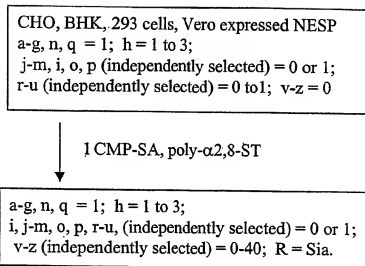 CHO, BHK, 293 cells, Vero expressed NESP
a-g, n, q = 1; h = 1 to 3;
j-m, i, o, p (independently selected) = 0 or 1;
r-u (independently selected) = 0 to1; v-z = 0
1 CMP-SA, poly-α2,8-ST
a-g, n, q = 1; h = 1 to 3;
i, j-m, o, p, r-u, (independently selected) = 0 or 1;
v-z (independently selected) = 0-40; R = Sia.